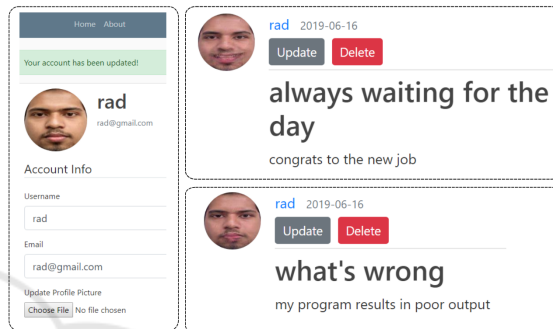 Home About
Your account has been updated!
rad
rad@gmail.com
Account Info
Username
rad
Email
rad@gmail.com
Update Profile Picture
Choose File No file chosen
rad 2019-06-16
Update Delete
always waiting for the
day
congrats to the new job
rad 2019-06-16
Update Delete
what's wrong
my program results in poor output